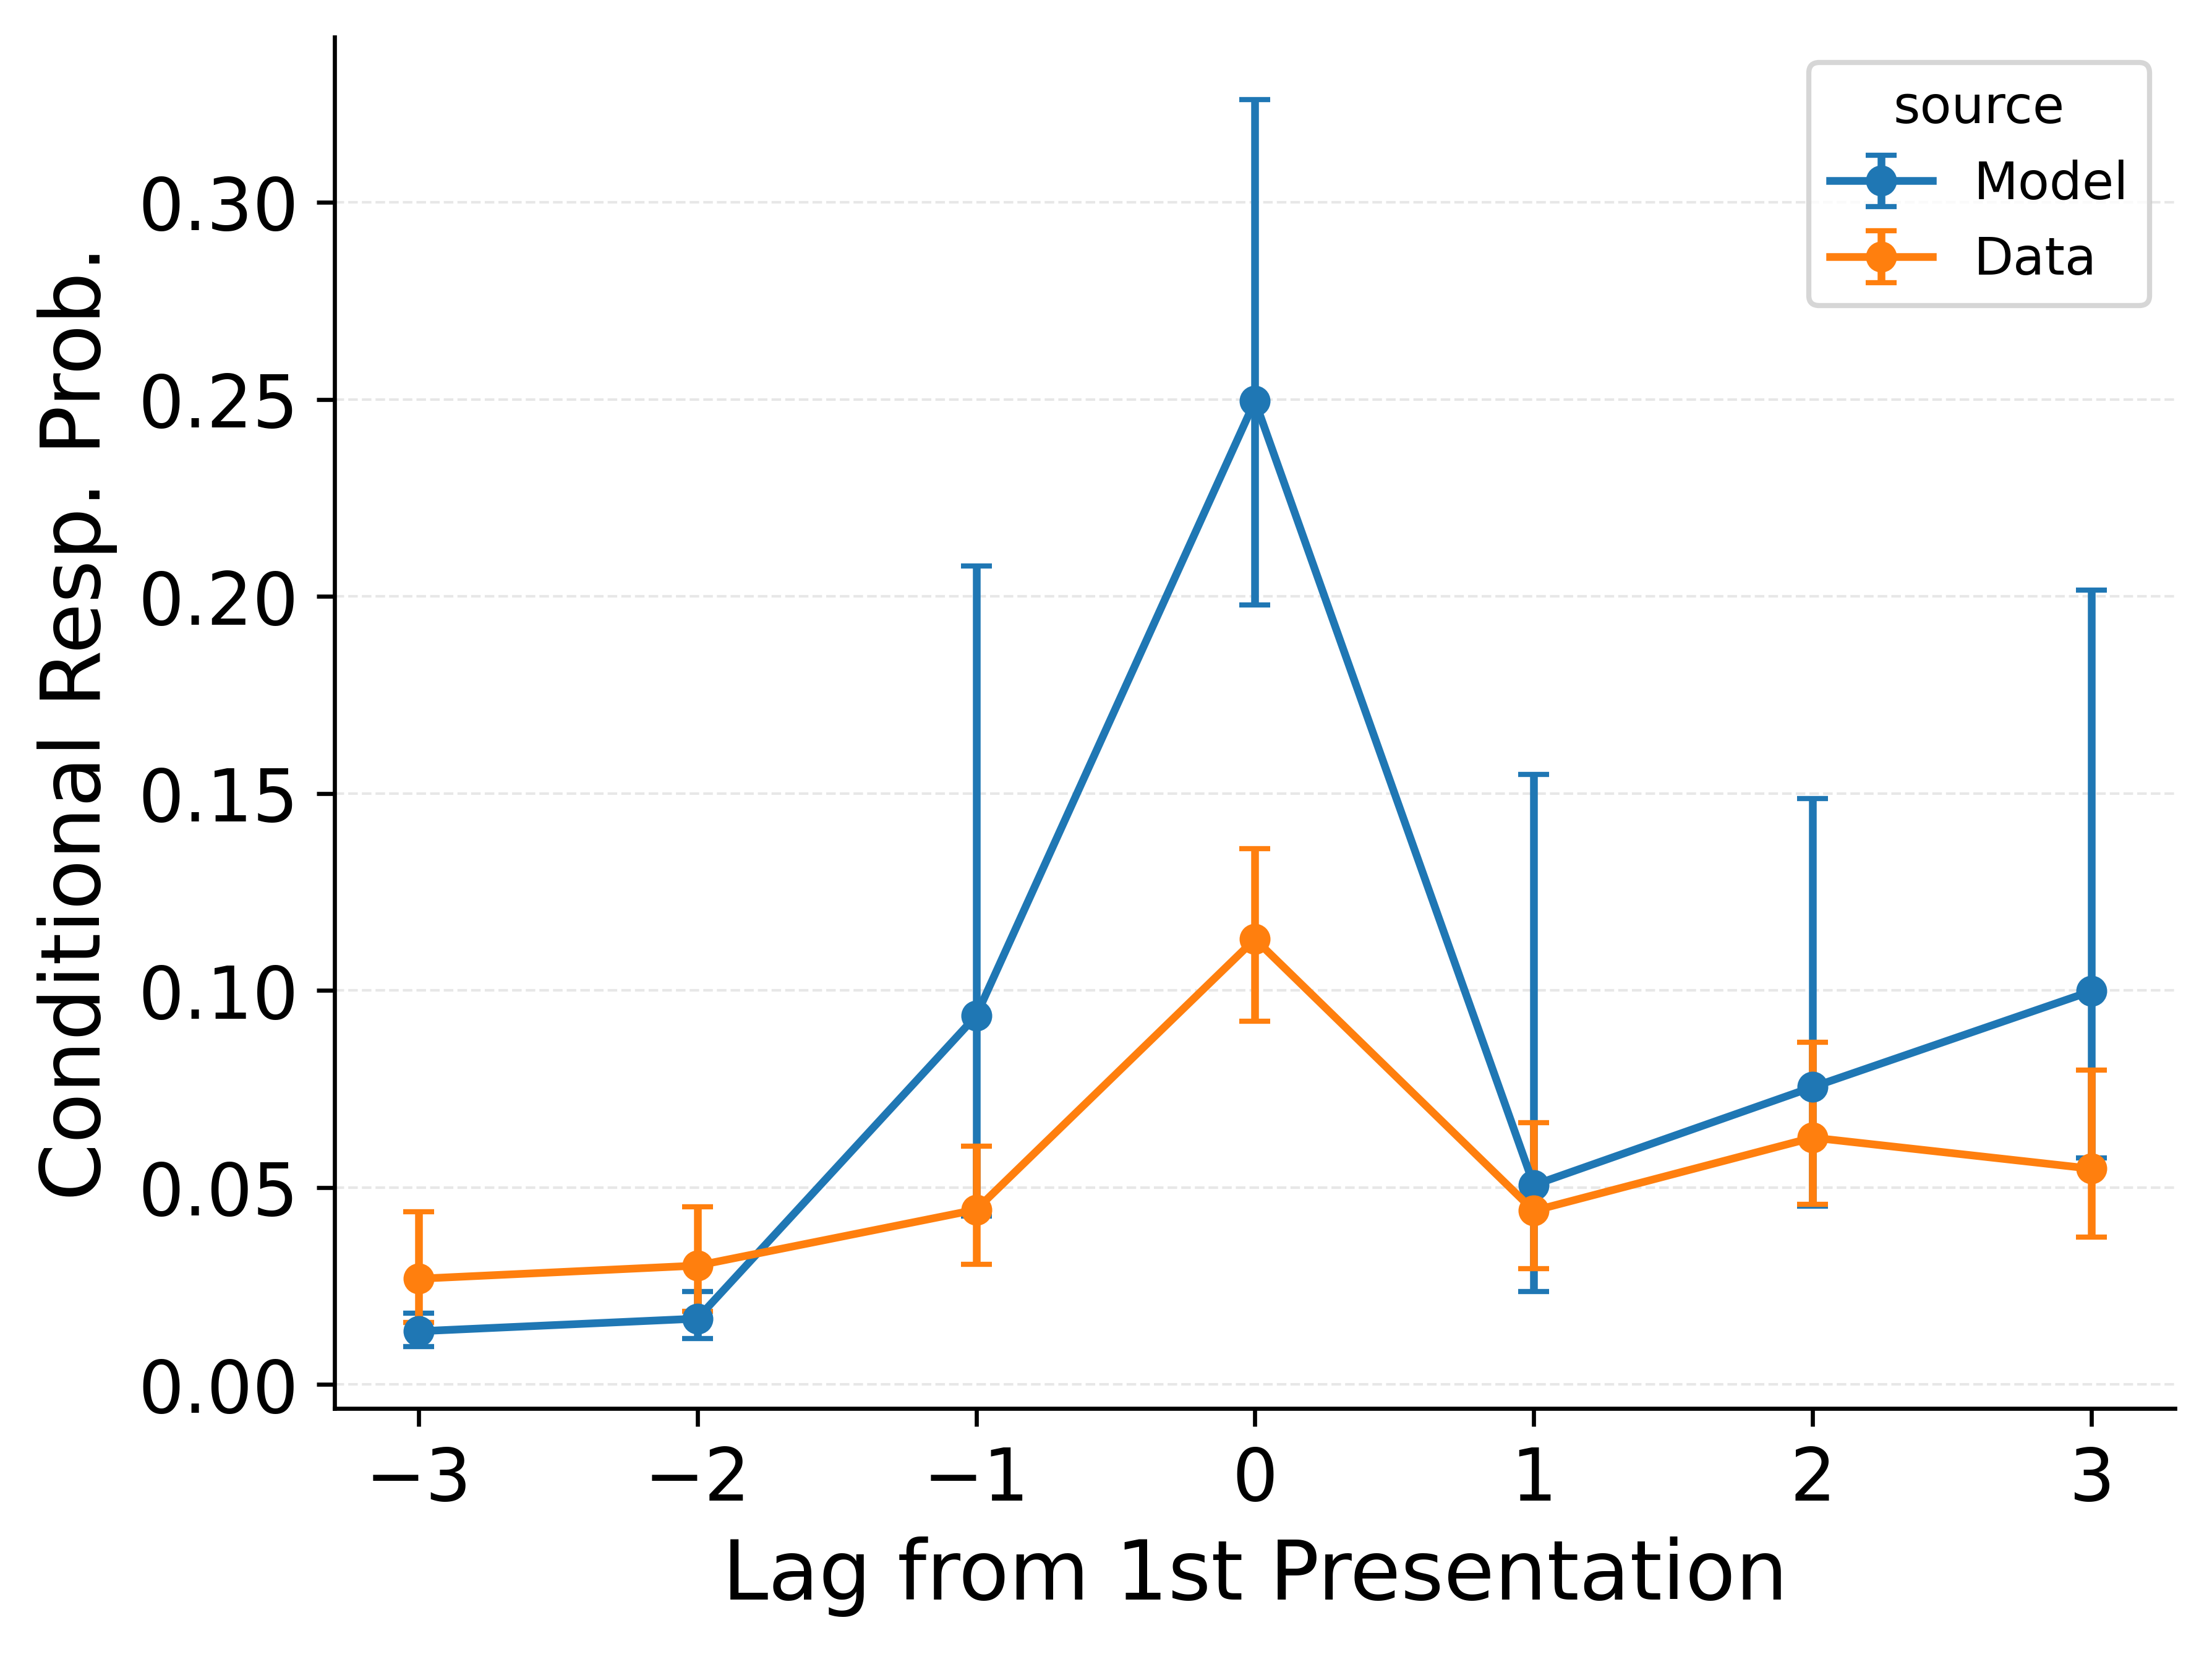 source
Model
Data
Conditional Resp. Prob.
0.30
0.25
0.20
0.15
0.10
0.05
0.00
−3 −2 −1 0 1 2 3
Lag from 1st Presentation